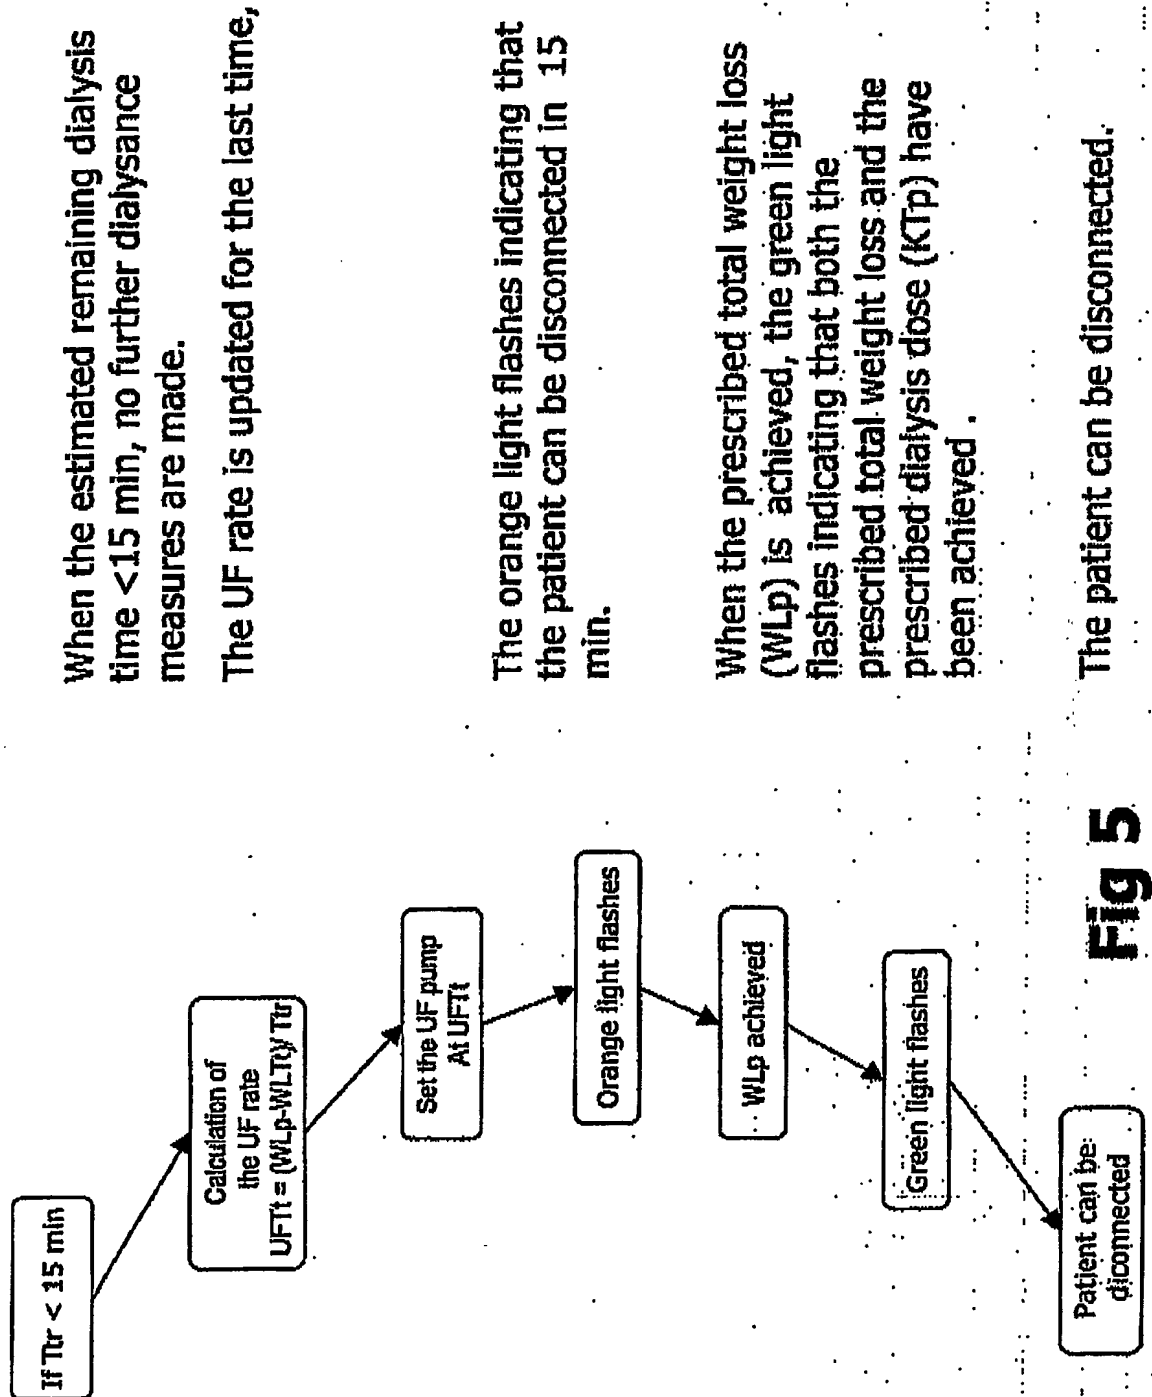 If Ttr < 15 min
Calculation of
the UF rate
UFTt = (WLp-WLTt)/ Ttr
Set the UF pump
At UFTt
Orange light flashes
WLp achieved
Green light flashes
Patient can be
diconnected
When the estimated remaining dialysis
time <15 min, no further dialysance
measures are made.
The UF rate is updated for the last time,
The orange light flashes indicating that
the patient can be disconnected in 15
min.
When the prescribed total weight loss
(WLp) is achieved, the green light
flashes indicating that both the
prescribed total weight loss and the
prescribed dialysis dose (KTp) have
been achieved .
The patient can be disconnected.
Fig 5